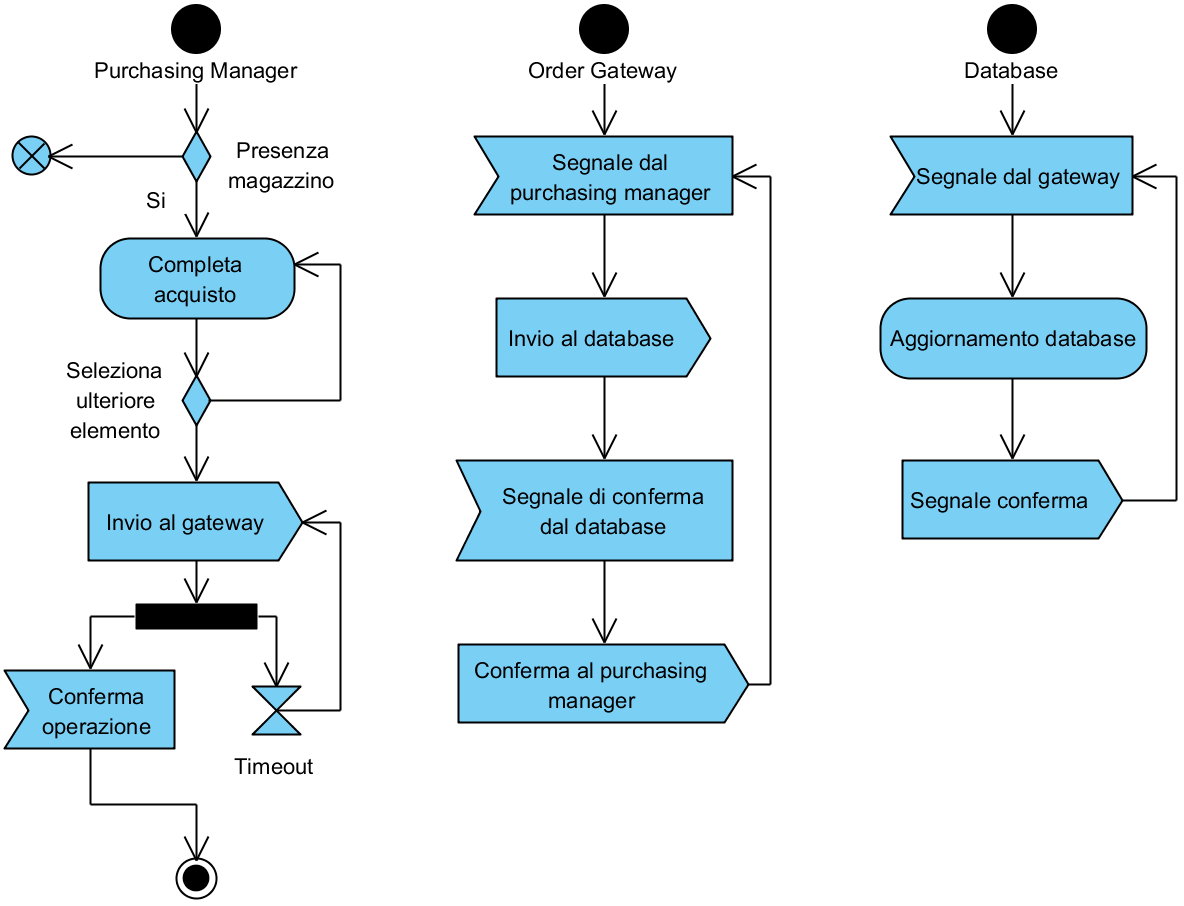 Purchasing Manager
Presenza
magazzino
Si
Completa
acquisto
Seleziona
ulteriore
elemento
Invio al gateway
Conferma
operazione
Timeout
Order Gateway
Segnale dal
purchasing manager
Invio al database
Segnale di conferma
dal database
Conferma al purchasing
manager
Database
Segnale dal gateway
Aggiornamento database
Segnale conferma